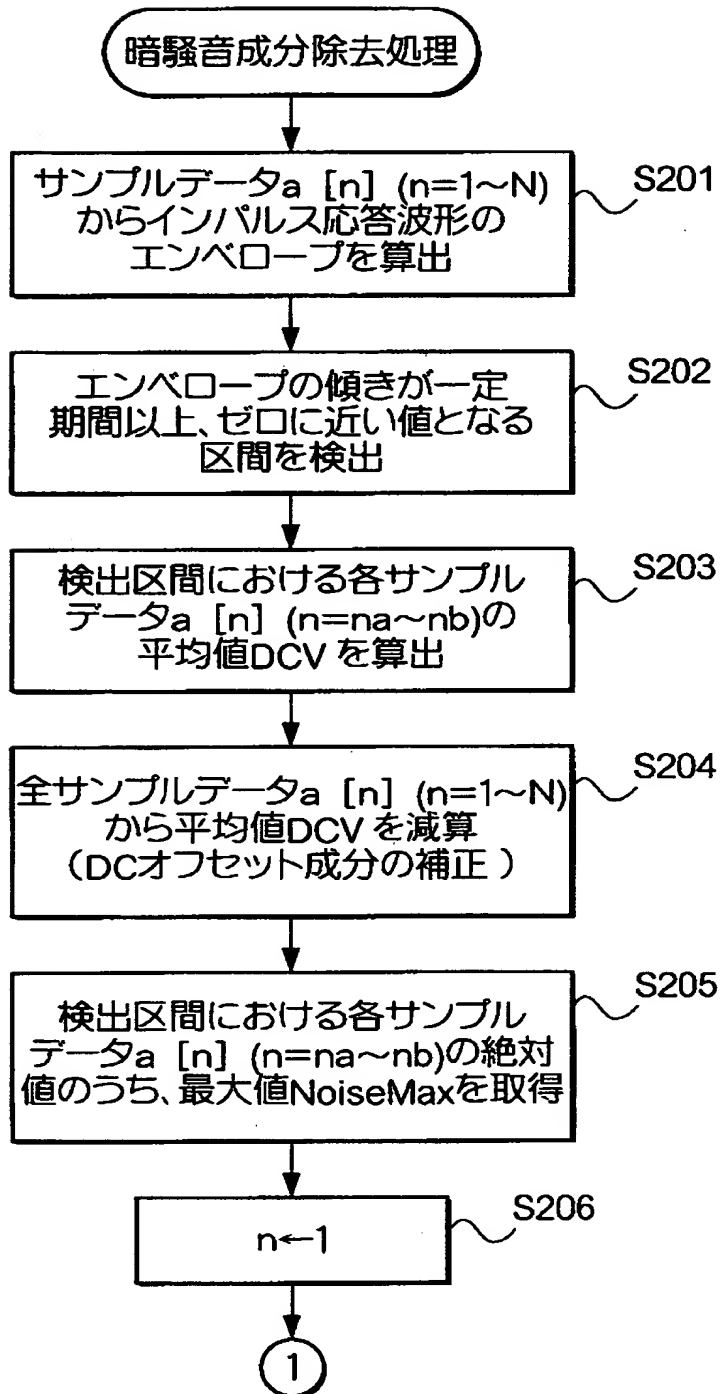 暗騒音成分除去処理
サンプルデータa [n] (n=1~N)
からインパルス応答波形の
エンベロープを算出
S201
エンベロープの傾きが一定
期間以上、ゼロに近い値となる
区間を検出
S202
検出区間における各サンプル
データa [n] (n=na~nb)の
平均値DCVを算出
S203
全サンプルデータa [n] (n=1~N)
から平均値DCVを減算
(DCオフセット成分の補正)
S204
検出区間における各サンプル
データa [n] (n=na~nb)の絶対
値のうち、最大値NoiseMaxを取得
S205
n←1
S206
1